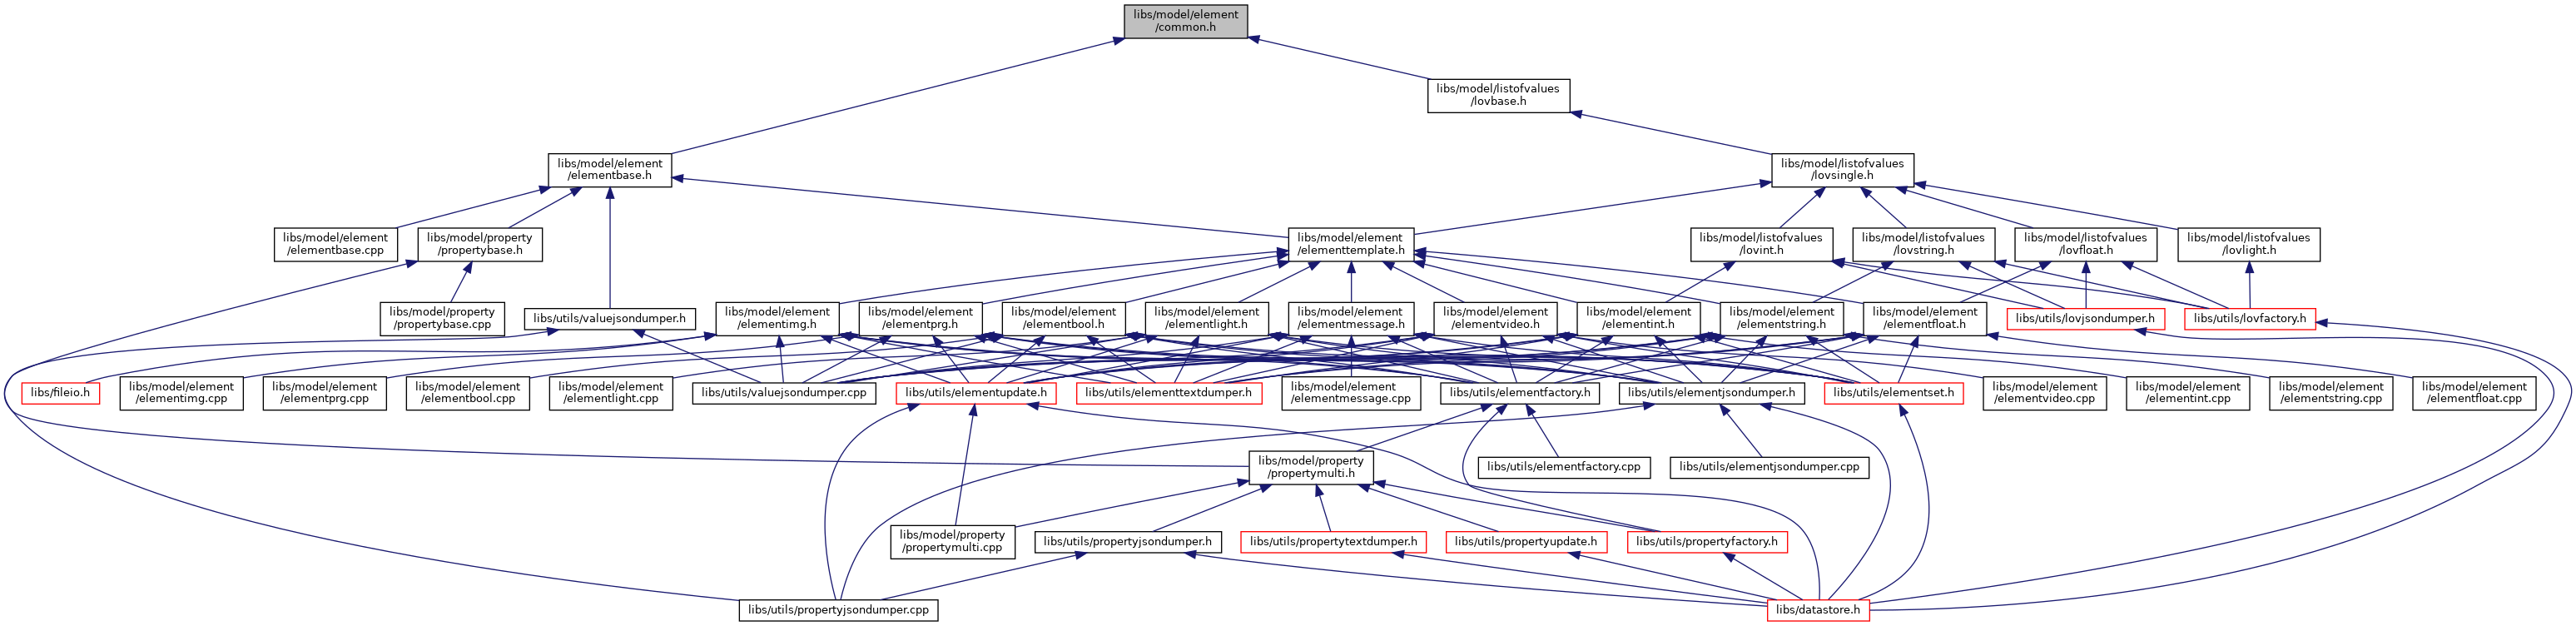 libs/model/element
/common.h
libs/model/listofvalues
/lovbase.h
libs/model/element
/elementbase.h
libs/model/listofvalues
/lovsingle.h
libs/model/element
/elementbase.cpp
libs/model/property
/propertybase.h
libs/model/element
/elementtemplate.h
libs/model/listofvalues
/lovint.h
libs/model/listofvalues
/lovstring.h
libs/model/listofvalues
/lovfloat.h
libs/model/listofvalues
/lovlight.h
libs/model/property
/propertybase.cpp
libs/utils/valuejsondumper.h
libs/model/element
/elementimg.h
libs/model/element
/elementprg.h
libs/model/element
/elementbool.h
libs/model/element
/elementlight.h
libs/model/element
/elementmessage.h
libs/model/element
/elementvideo.h
libs/model/element
/elementint.h
libs/model/element
/elementstring.h
libs/model/element
/elementfloat.h
libs/utils/lovjsondumper.h
libs/utils/lovfactory.h
libs/fileio.h
libs/model/element
/elementimg.cpp
libs/model/element
/elementprg.cpp
libs/model/element
/elementbool.cpp
libs/model/element
/elementlight.cpp
libs/utils/valuejsondumper.cpp
libs/utils/elementupdate.h
libs/utils/elementtextdumper.h
libs/model/element
/elementmessage.cpp
libs/utils/elementfactory.h
libs/utils/elementjsondumper.h
libs/utils/elementset.h
libs/model/element
/elementvideo.cpp
libs/model/element
/elementint.cpp
libs/model/element
/elementstring.cpp
libs/model/element
/elementfloat.cpp
libs/model/property
/propertymulti.h
libs/utils/elementfactory.cpp
libs/utils/elementjsondumper.cpp
libs/model/property
/propertymulti.cpp
libs/utils/propertyjsondumper.h
libs/utils/propertytextdumper.h
libs/utils/propertyupdate.h
libs/utils/propertyfactory.h
libs/utils/propertyjsondumper.cpp
libs/datastore.h